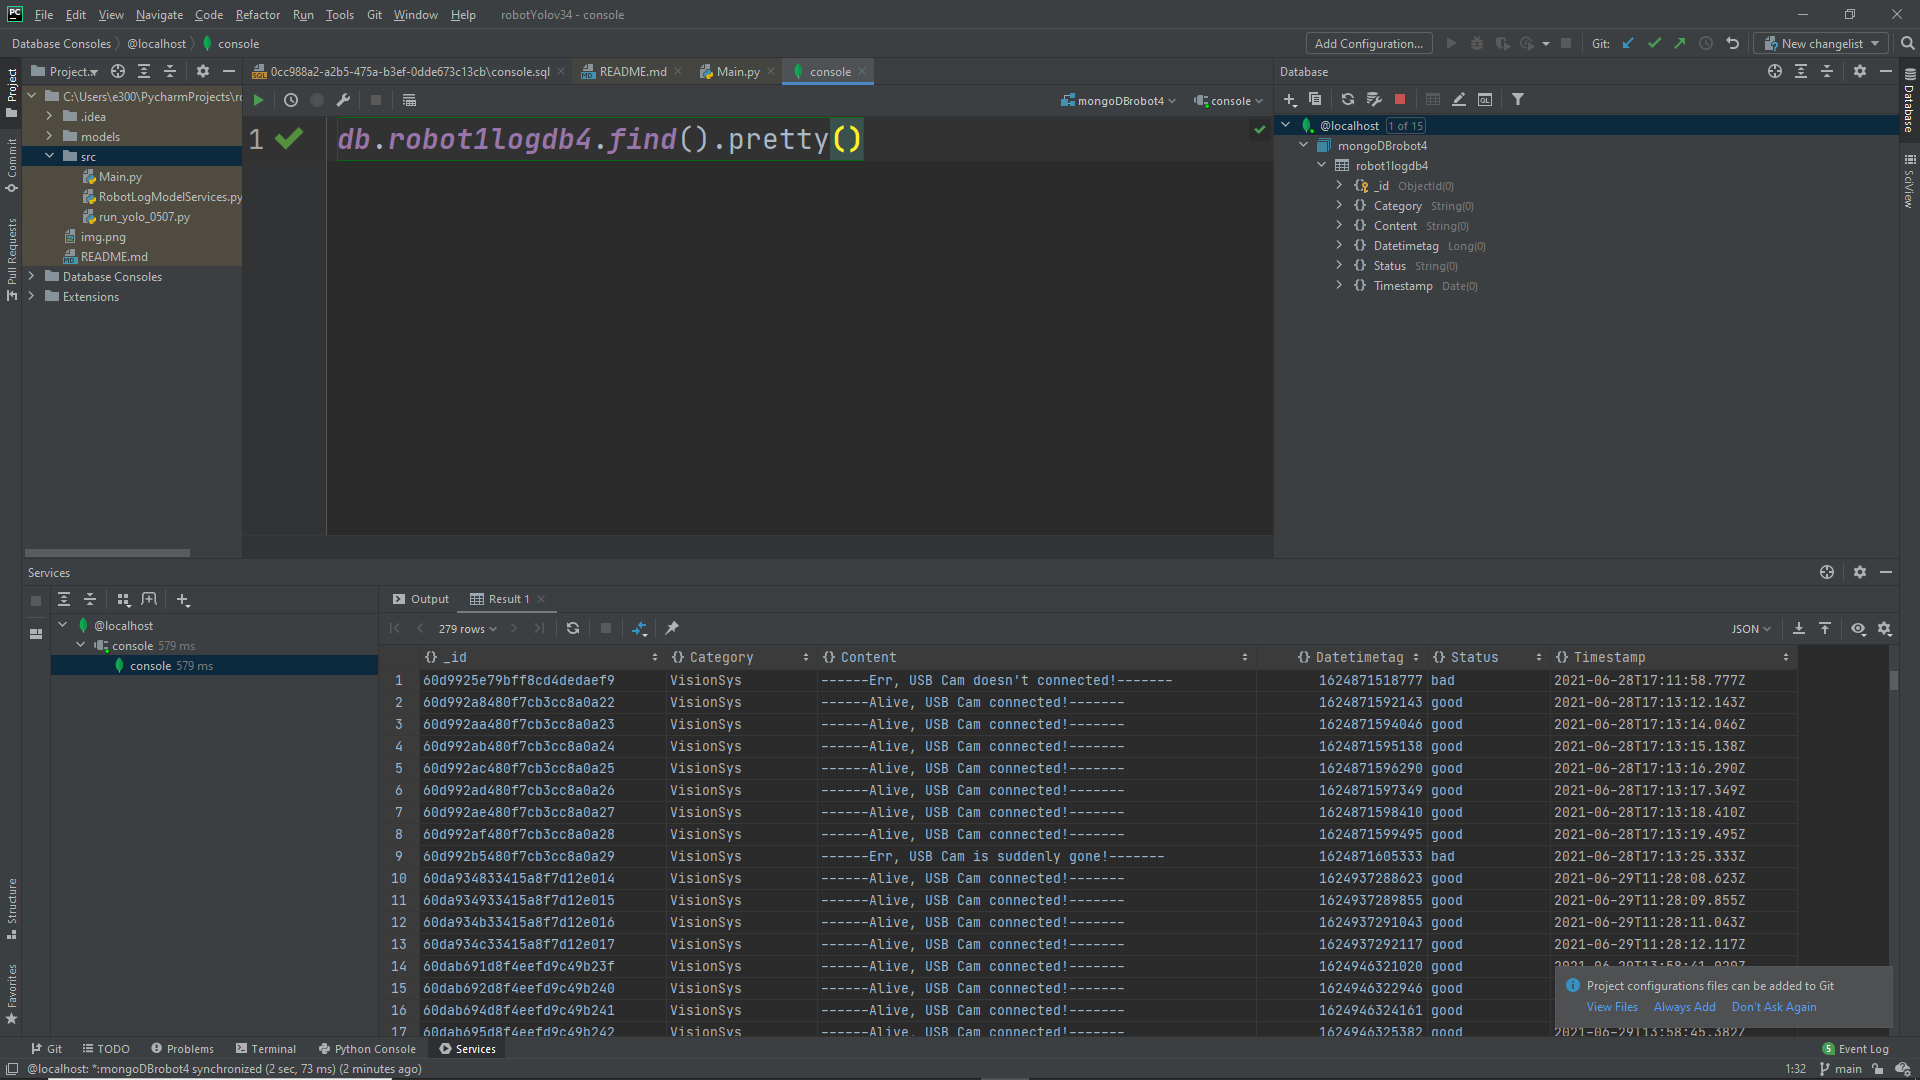 PC File Edit View Navigate Code Refactor Run Tools Git Window Help robotYolov34 - console
Database Consoles @localhost console Add Configuration... Git: New changelist
Project 0cc988a2-a2b5-475a-b3ef-0dde673c13cb\console.sql README.md Main.py console
mongoDBrobot4 console
1 db.robot1logdb4.find().pretty()
C:\Users\e300\PycharmProjects\r
.idea
models
src
Main.py
RobotLogModelServices.py
run_yolo_0507.py
img.png
README.md
Database Consoles
Extensions
Project
Commit
Pull Requests
Structure
Favorites
Database
@localhost 1 of 15
mongoDBrobot4
robot1logdb4
_id ObjectId(0)
Category String(0)
Content String(0)
Datetimetag Long(0)
Status String(0)
Timestamp Date(0)
Database
SciView
Services
@localhost
console 579 ms
console 579 ms
Output Result 1
279 rows JSON
_id Category Content Datetimetag Status Timestamp
1 60d9925e79bff8cd4dedaef9 VisionSys ------Err, USB Cam doesn't connected!------- 1624871518777 bad 2021-06-28T17:11:58.777Z
2 60d992a8480f7cb3cc8a0a22 VisionSys ------Alive, USB Cam connected!------- 1624871592143 good 2021-06-28T17:13:12.143Z
3 60d992aa480f7cb3cc8a0a23 VisionSys ------Alive, USB Cam connected!------- 1624871594046 good 2021-06-28T17:13:14.046Z
4 60d992ab480f7cb3cc8a0a24 VisionSys ------Alive, USB Cam connected!------- 1624871595138 good 2021-06-28T17:13:15.138Z
5 60d992ac480f7cb3cc8a0a25 VisionSys ------Alive, USB Cam connected!------- 1624871596290 good 2021-06-28T17:13:16.290Z
6 60d992ad480f7cb3cc8a0a26 VisionSys ------Alive, USB Cam connected!------- 1624871597349 good 2021-06-28T17:13:17.349Z
7 60d992ae480f7cb3cc8a0a27 VisionSys ------Alive, USB Cam connected!------- 1624871598410 good 2021-06-28T17:13:18.410Z
8 60d992af480f7cb3cc8a0a28 VisionSys ------Alive, USB Cam connected!------- 1624871599495 good 2021-06-28T17:13:19.495Z
9 60d992b5480f7cb3cc8a0a29 VisionSys ------Err, USB Cam is suddenly gone!------- 1624871605333 bad 2021-06-28T17:13:25.333Z
10 60da934833415a8f7d12e014 VisionSys ------Alive, USB Cam connected!------- 1624937288623 good 2021-06-29T11:28:08.623Z
11 60da934933415a8f7d12e015 VisionSys ------Alive, USB Cam connected!------- 1624937289855 good 2021-06-29T11:28:09.855Z
12 60da934b33415a8f7d12e016 VisionSys ------Alive, USB Cam connected!------- 1624937291043 good 2021-06-29T11:28:11.043Z
13 60da934c33415a8f7d12e017 VisionSys ------Alive, USB Cam connected!------- 1624937292117 good 2021-06-29T11:28:12.117Z
14 60dab691d8f4eefd9c49b23f VisionSys ------Alive, USB Cam connected!------- 1624946321020 good 2021-06-29T13:58:41.020Z
15 60dab692d8f4eefd9c49b240 VisionSys ------Alive, USB Cam connected!------- 1624946322946 good
16 60dab694d8f4eefd9c49b241 VisionSys ------Alive, USB Cam connected!------- 1624946324161 good
17 60dab695d8f4eefd9c49b242 VisionSys ------Alive, USB Cam connected!------- 1624946325382 good 2021-06-29T13:58:45.382Z
Project configurations files can be added to Git
View Files Always Add Don't Ask Again
Git TODO Problems Terminal Python Console Services 5 Event Log
@localhost: *:mongoDBrobot4 synchronized (2 sec, 73 ms) (2 minutes ago) 1:32 main